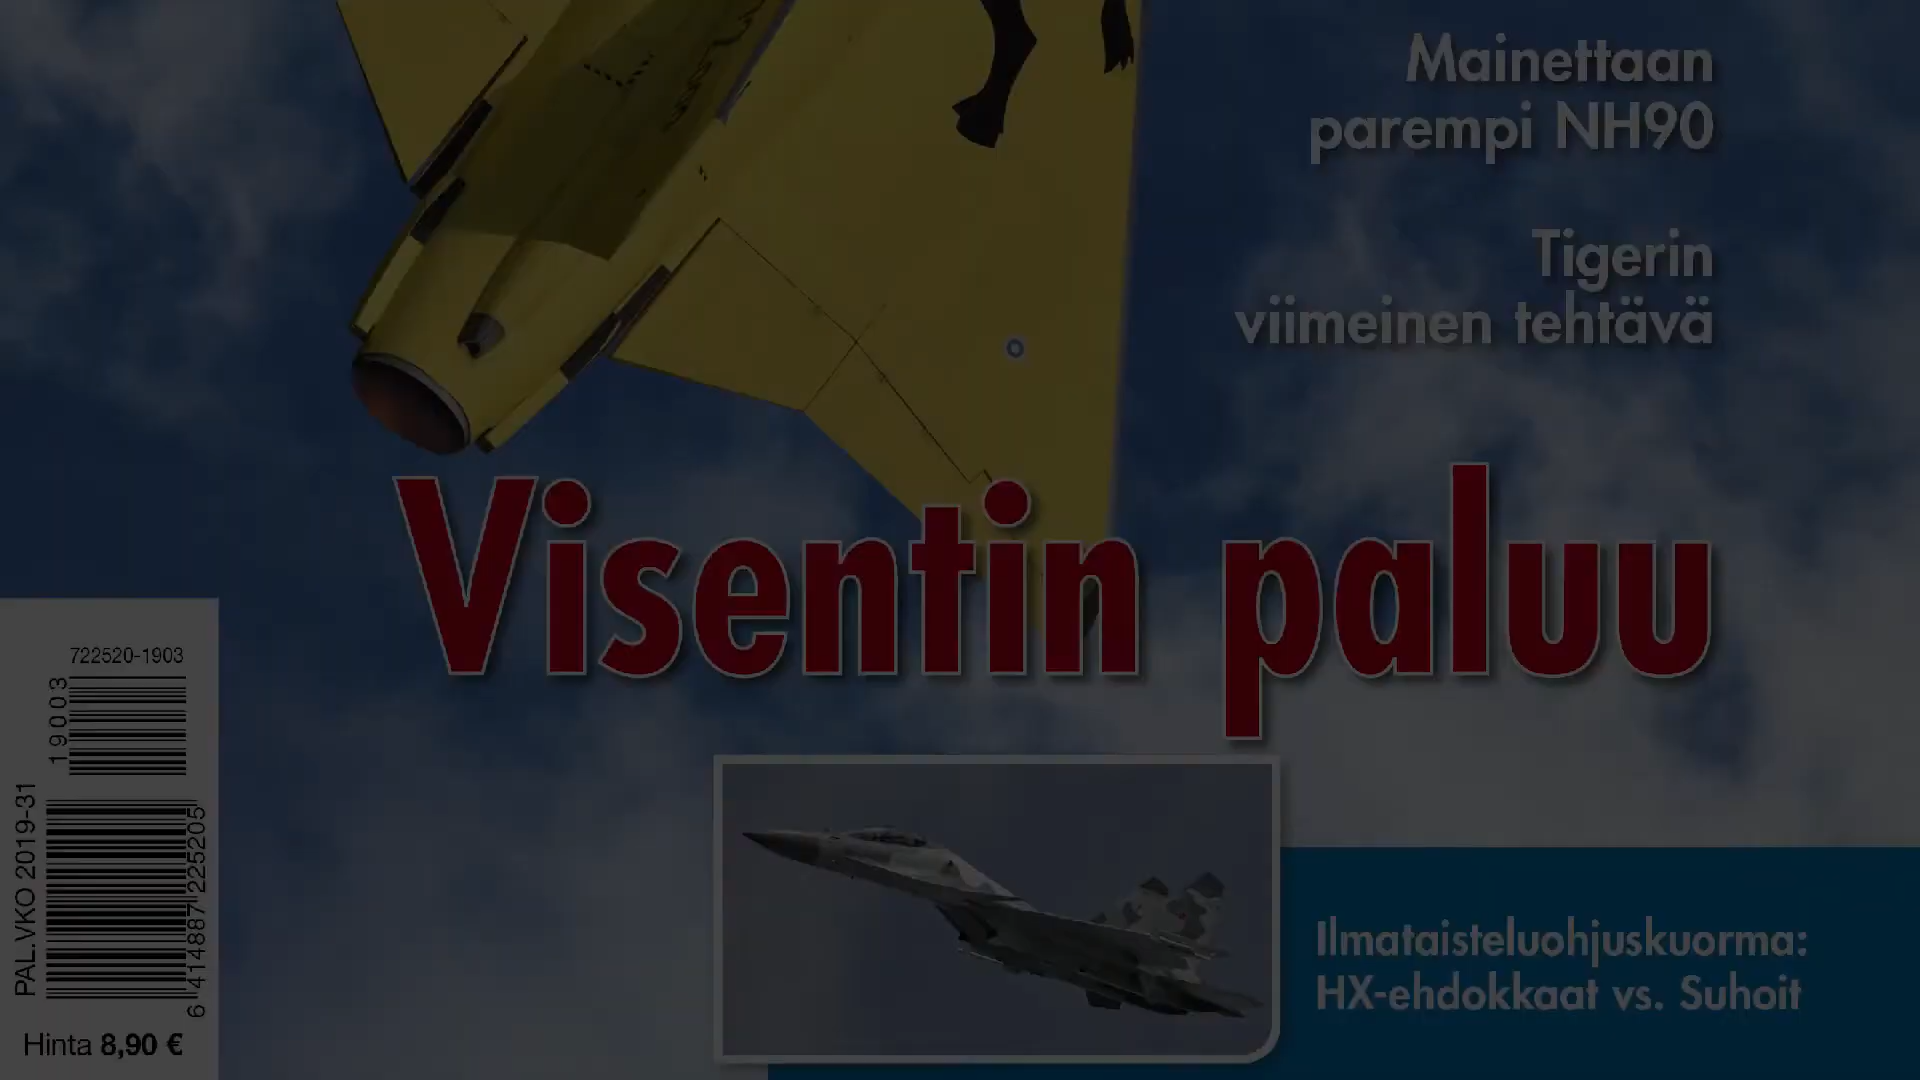 Mainettaan
parempi NH90
Tigerin
viimeinen tehtävä
Visentin paluu
722520-1903
19003
PAL.VKO 2019-31
6 414887 225205
Hinta 8,90 €
Ilmataisteluohjuskuorma:
HX-ehdokkaat vs. Suhoit